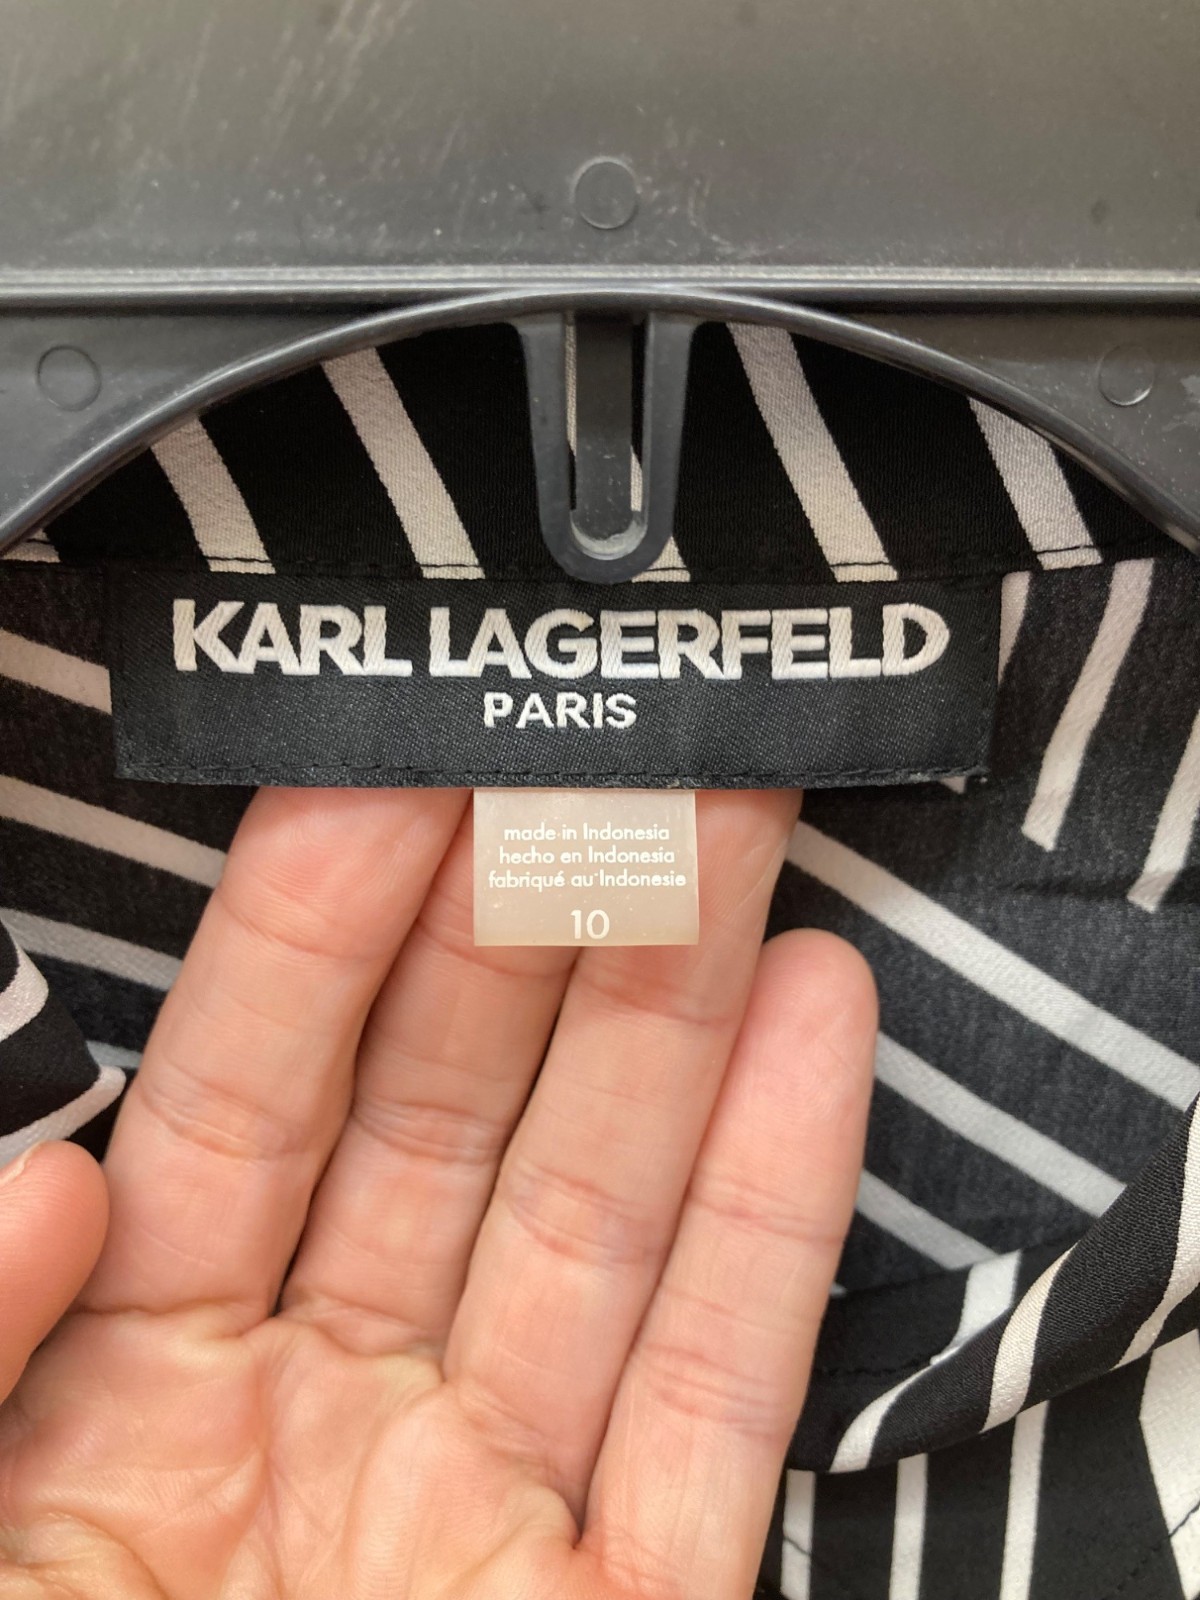 KARL LAGERFELD
PARIS
made in Indonesia
hecho en Indonesia
fabriqué au Indonesie
10